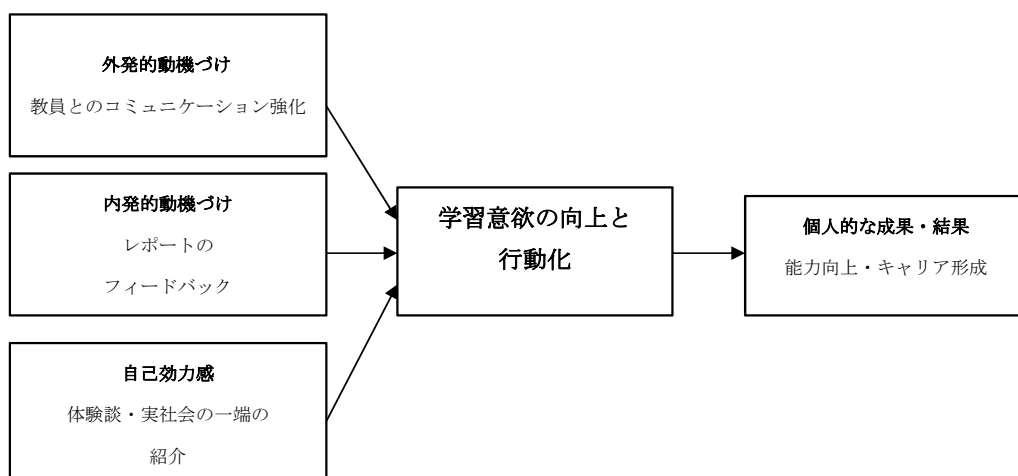 外発的動機づけ
教員とのコミュニケーション強化
内発的動機づけ
レポートの
フィードバック
自己効力感
体験談・実社会の一端の
紹介
学習意欲の向上と
行動化
個人的な成果・結果
能力向上・キャリア形成